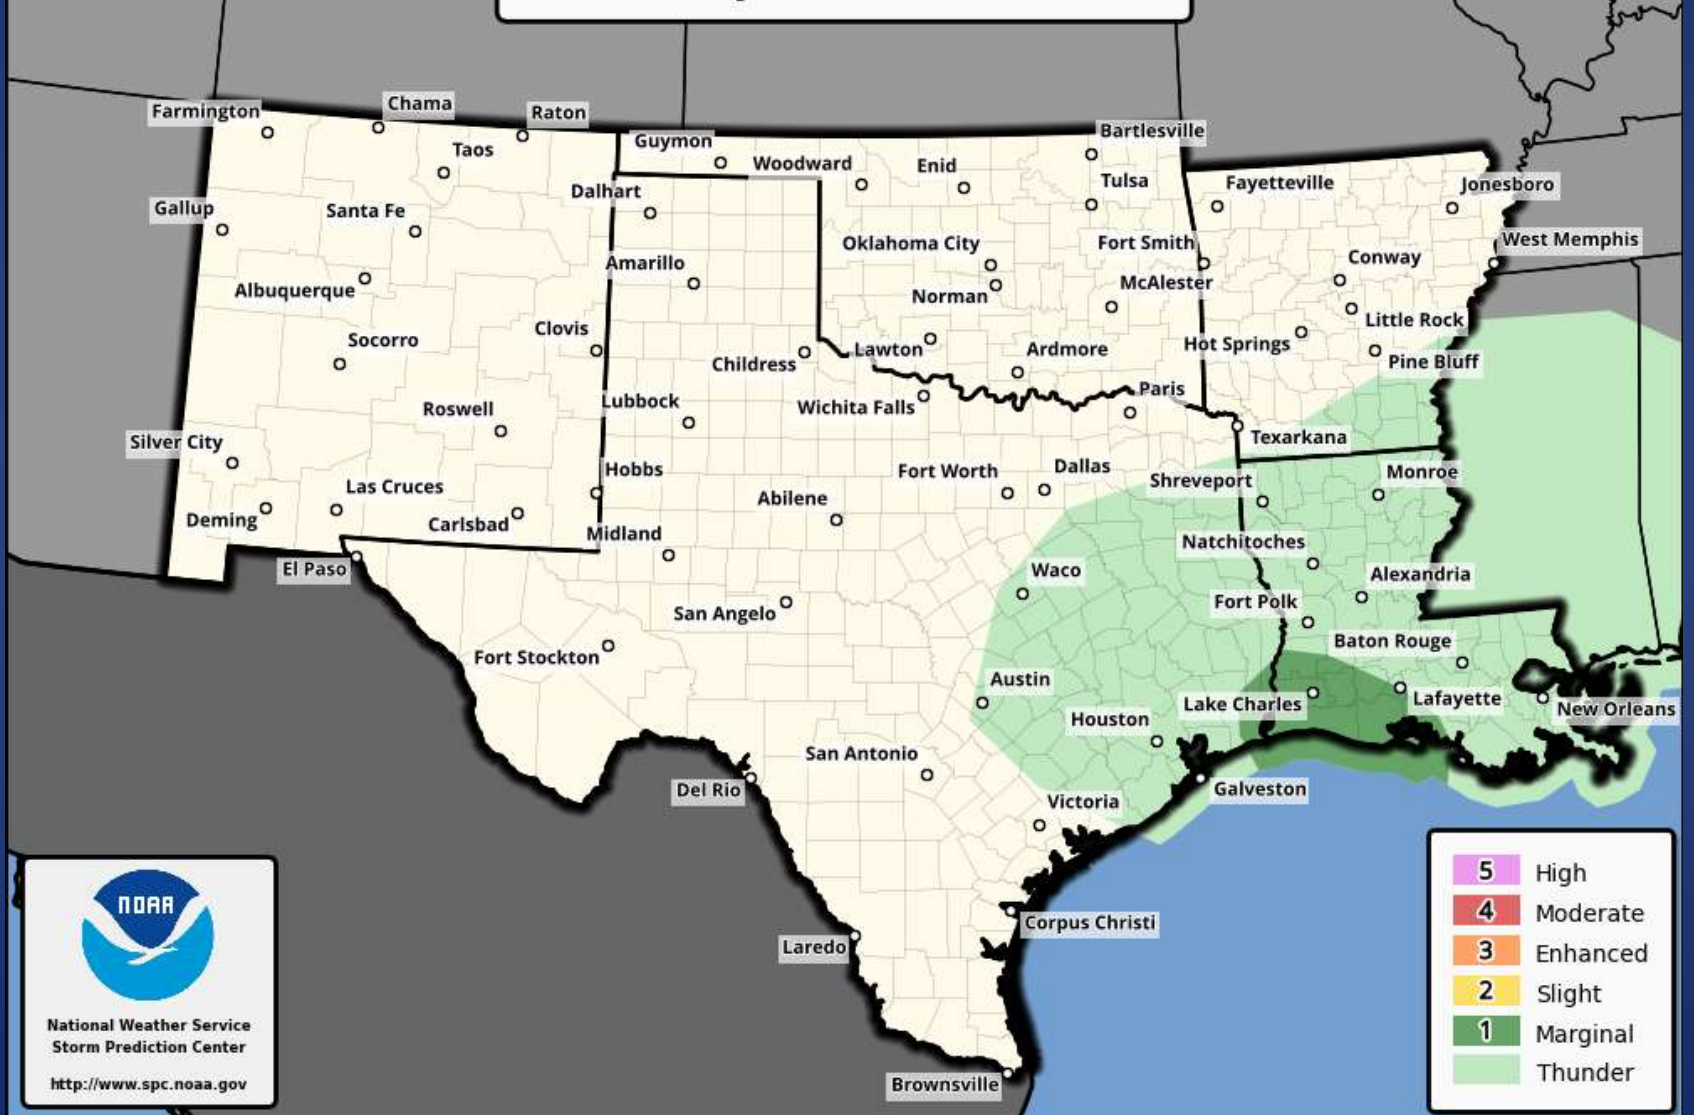 Farmington
Chama
Raton
Taos
Guymon
Woodward
Enid
Bartlesville
Tulsa
Fayetteville
Jonesboro
Gallup
Santa Fe
Dalhart
Oklahoma City
Fort Smith
Conway
West Memphis
Albuquerque
Amarillo
Norman
McAlester
Little Rock
Socorro
Clovis
Childress
Lawton
Ardmore
Hot Springs
Pine Bluff
Roswell
Lubbock
Wichita Falls
Paris
Texarkana
Silver City
Las Cruces
Hobbs
Abilene
Fort Worth
Dallas
Shreveport
Monroe
Deming
Carlsbad
Midland
Natchitoches
El Paso
Waco
Alexandria
San Angelo
Fort Polk
Fort Stockton
Baton Rouge
Austin
Lake Charles
Lafayette
New Orleans
Houston
San Antonio
Del Rio
Victoria
Galveston
Corpus Christi
Laredo
Brownsville
NOAA
National Weather Service
Storm Prediction Center
http://www.spc.noaa.gov
5 High
4 Moderate
3 Enhanced
2 Slight
1 Marginal
Thunder